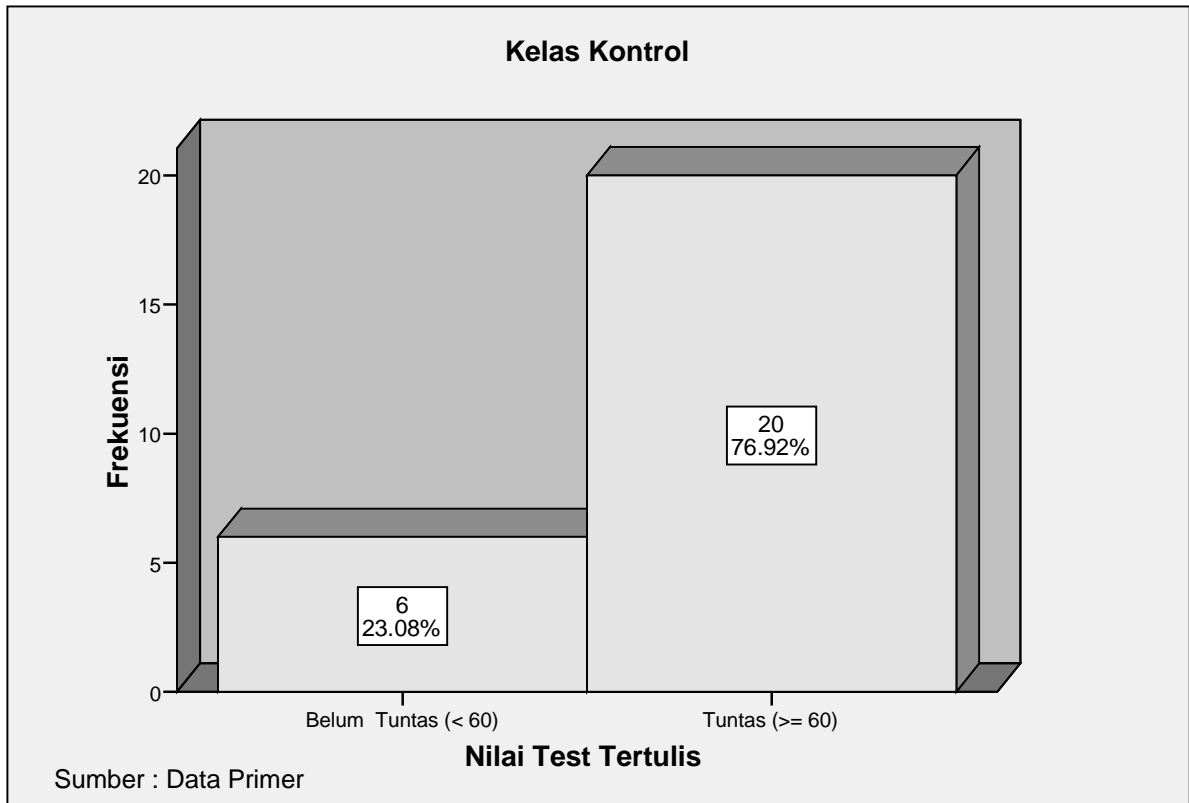 Kelas Kontrol
20
15
10
5
0
Frekuensi
20
76.92%
6
23.08%
Belum  Tuntas (< 60)
Tuntas (>= 60)
Nilai Test Tertulis
Sumber : Data Primer